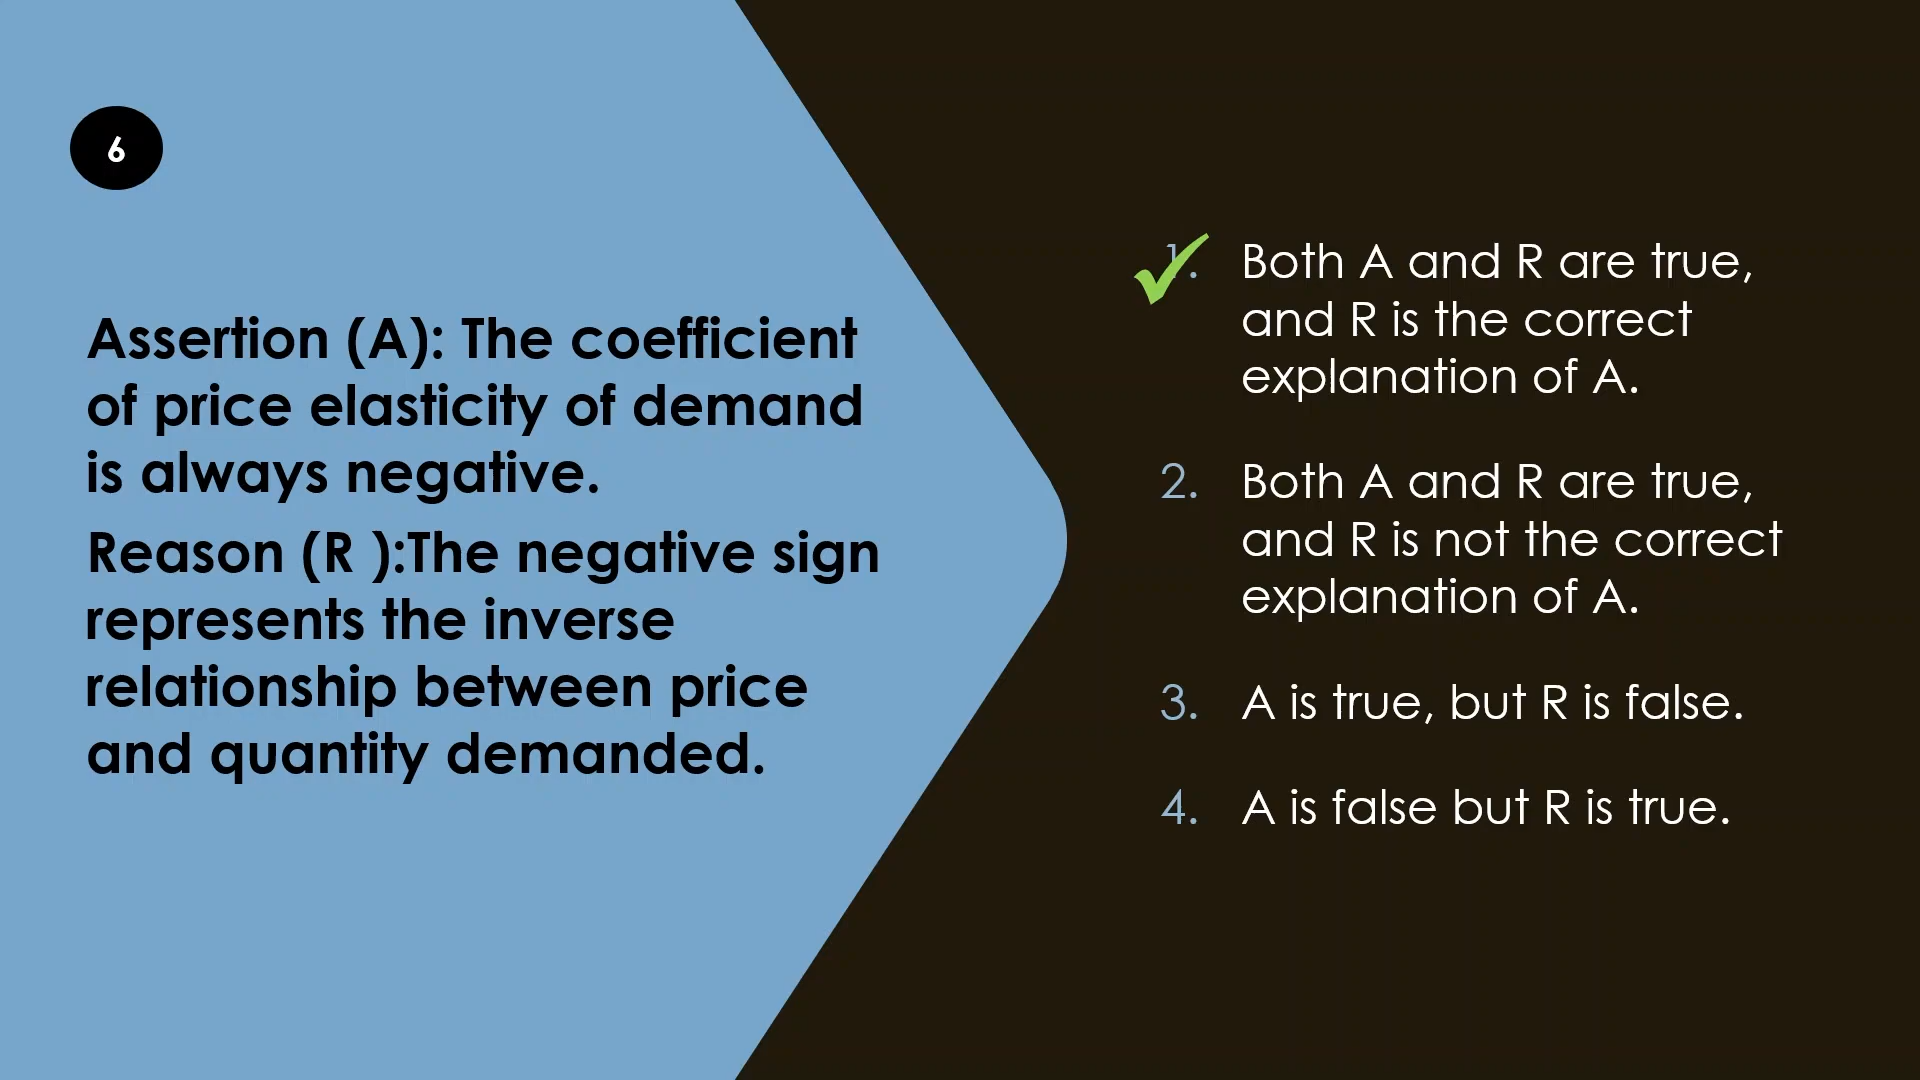 6
Assertion (A): The coefficient
of price elasticity of demand
is always negative.
Reason (R ):The negative sign
represents the inverse
relationship between price
and quantity demanded.
1. Both A and R are true,
and R is the correct
explanation of A.
2. Both A and R are true,
and R is not the correct
explanation of A.
3. A is true, but R is false.
4. A is false but R is true.